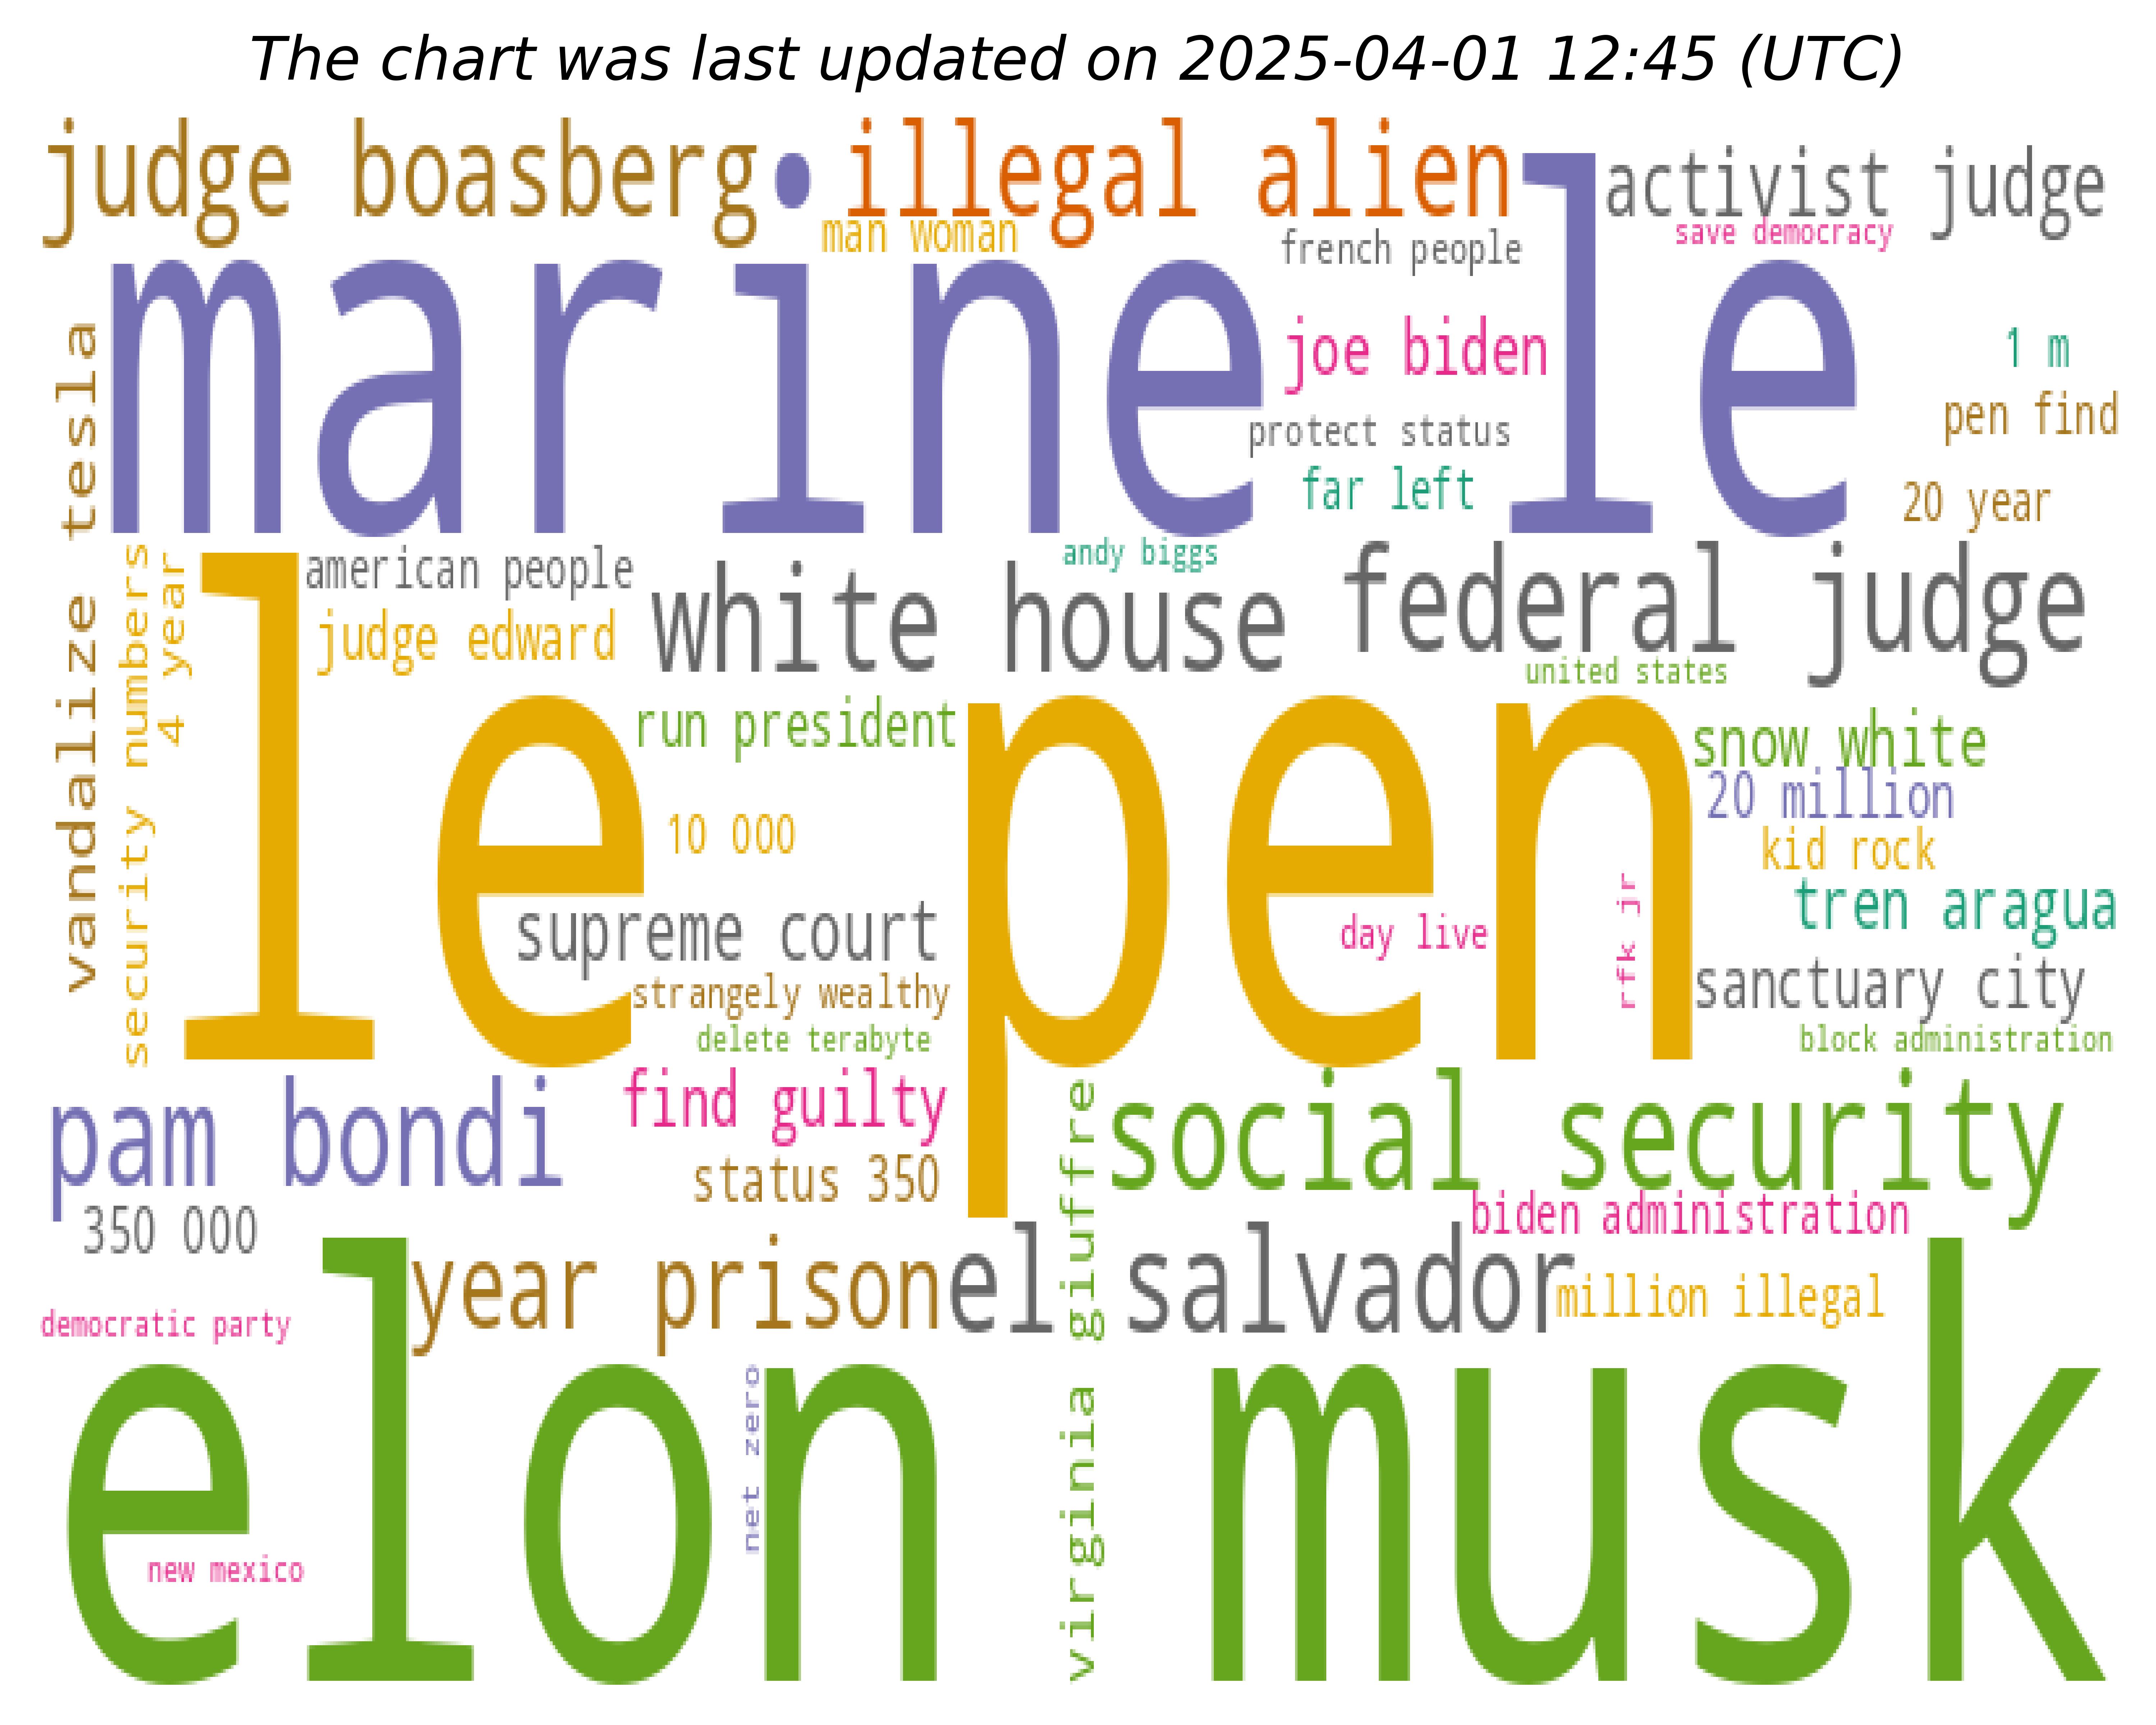 The chart was last updated on 2025-04-01 12:45 (UTC)
judge boasberg
illegal alien
activist judge
man woman
french people
save democracy
marine le
joe biden
1 m
pen find
protect status
far left
20 year
vandalize tesla
security numbers
4 year
american people
andy biggs
judge edward
white house
federal judge
united states
le pen
run president
snow white
20 million
10 000
kid rock
rfk jr
tren aragua
supreme court
day live
sanctuary city
strangely wealthy
delete terabyte
block administration
pam bondi
find guilty
social security
status 350
350 000
biden administration
year prison
el salvador
million illegal
virginia giuffre
democratic party
elon musk
net zero
new mexico